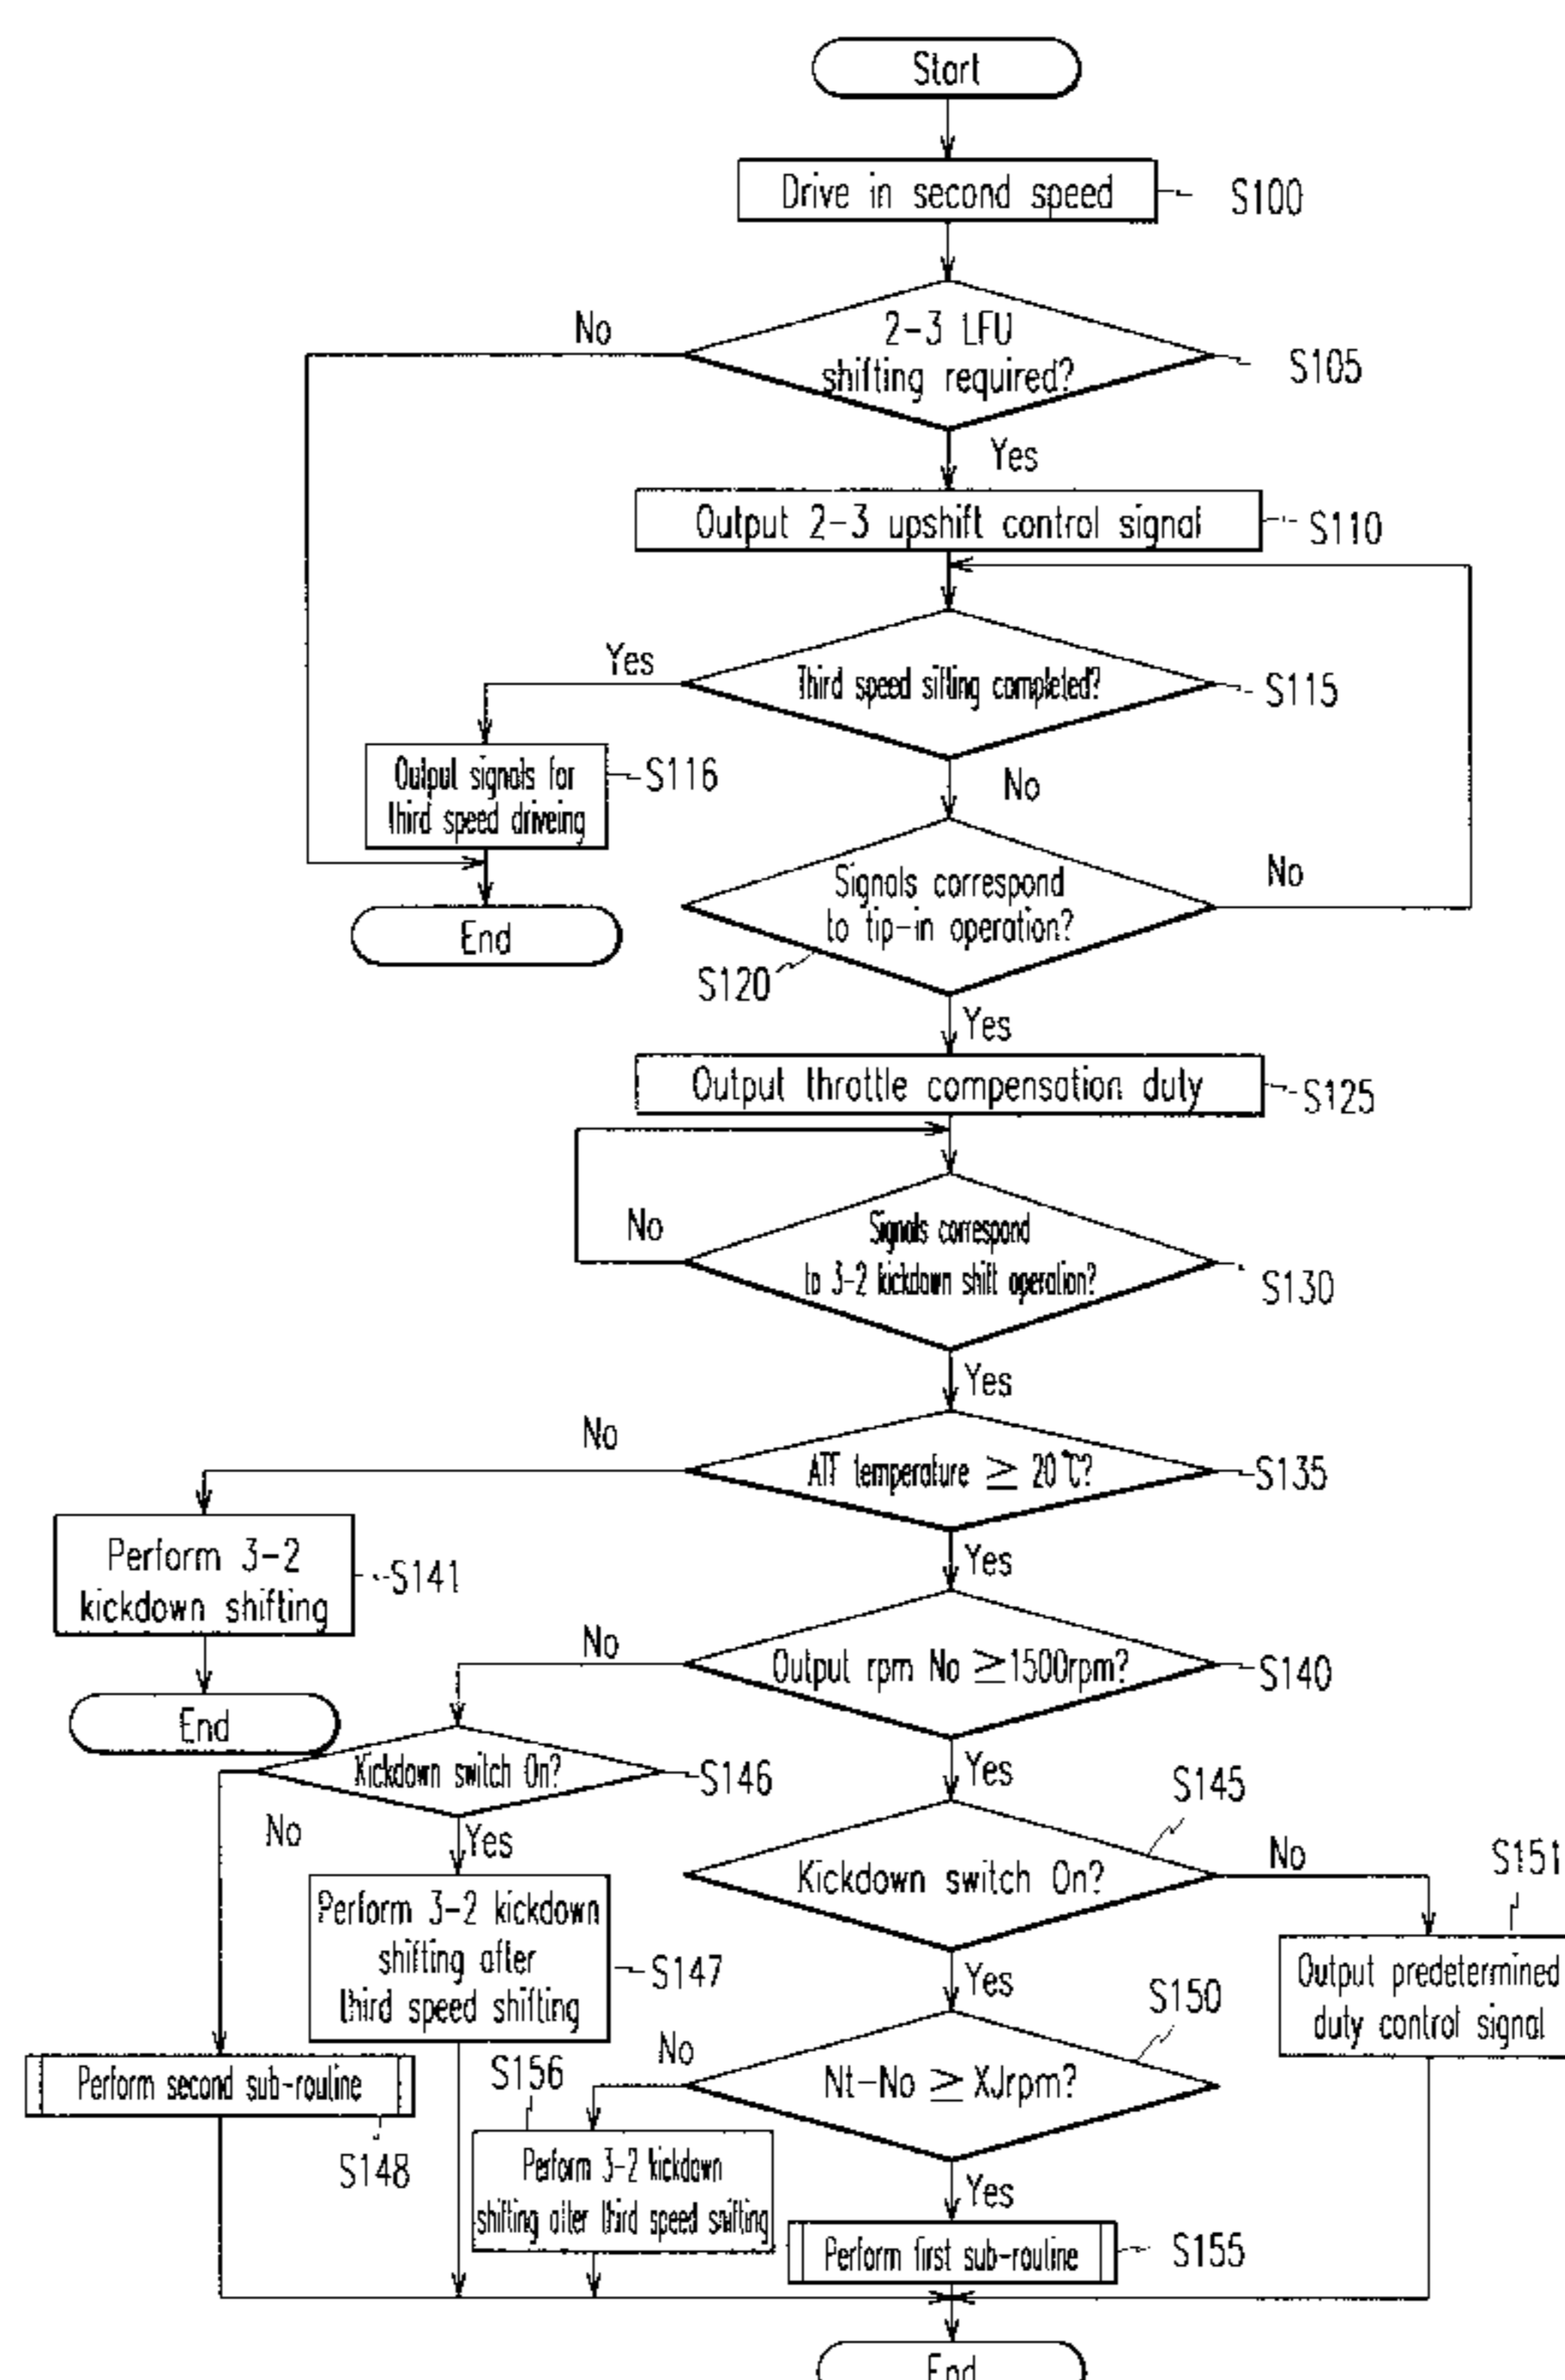 Start
Drive in second speed
S100
2-3 LFU
shifting required?
S105
No
Yes
Output 2-3 upshift control signal
S110
Third speed sifting completed?
S115
Yes
No
Output signals for
third speed driveing
S116
End
Signals correspond
to tip-in operation?
S120
No
Yes
Output throttle compensation duty
S125
Signals correspond
to 3-2 kickdown shift operation?
S130
No
Yes
ATF temperature ≥ 20℃?
S135
No
Yes
Perform 3-2
kickdown shifting
S141
End
Output rpm No ≥1500rpm?
S140
No
Yes
Kickdown switch On?
S146
No
Yes
Kickdown switch On?
S145
No
Yes
S151
Output predetermined
duty control signal
Perform 3-2 kickdown
shifting after
third speed shifting
S147
Perform second sub-routine
S148
Nt-No ≥ XJrpm?
S150
No
Yes
S156
Perform 3-2 kickdown
shifting after third speed shifting
Perform first sub-routine
S155
End